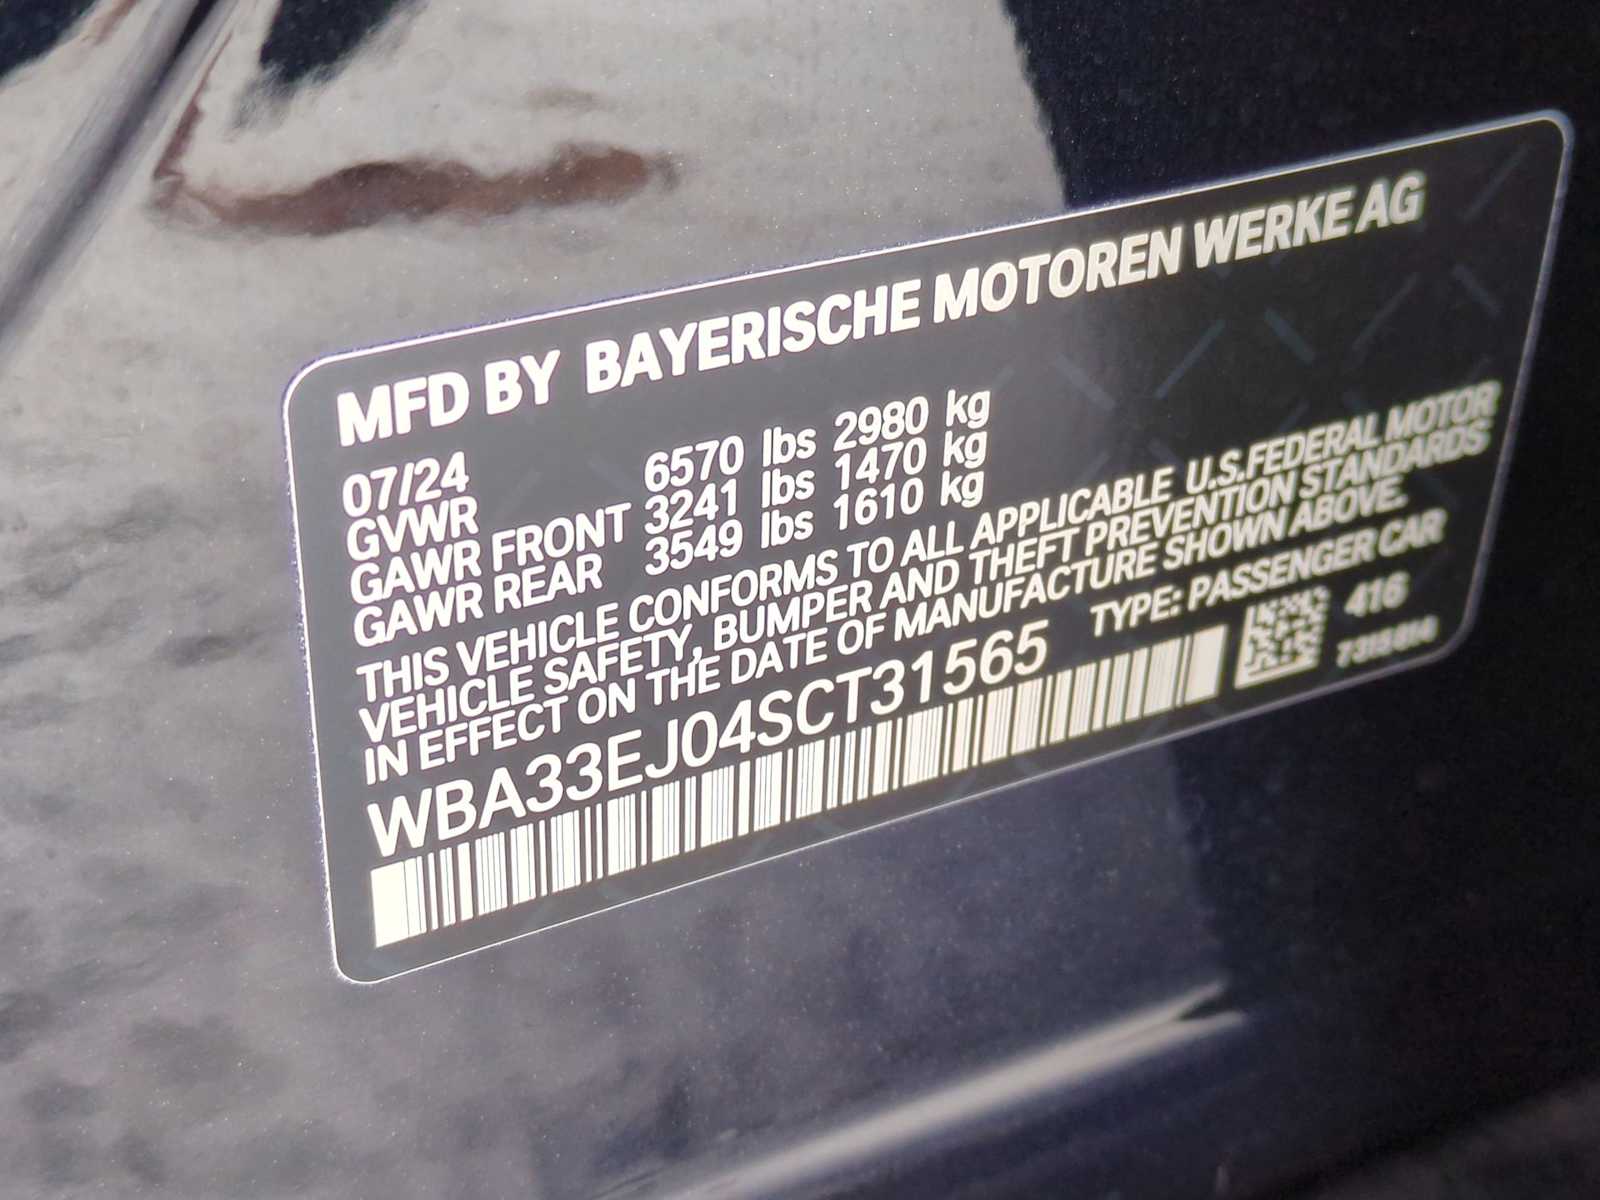 MFD BY BAYERISCHE MOTOREN WERKE AG
07/24
GVWR 6570 lbs 2980 kg
GAWR FRONT 3241 lbs 1470 kg
GAWR REAR 3549 lbs 1610 kg
THIS VEHICLE CONFORMS TO ALL APPLICABLE U.S.FEDERAL MOTOR
VEHICLE SAFETY, BUMPER AND THEFT PREVENTION STANDARDS
IN EFFECT ON THE DATE OF MANUFACTURE SHOWN ABOVE.
WBA33EJ04SCT31565 TYPE: PASSENGER CAR
416